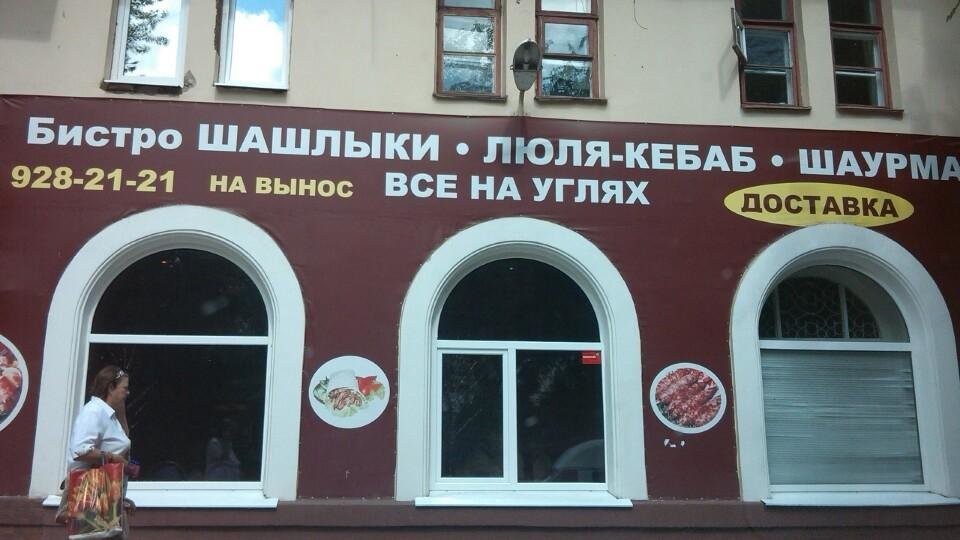 Бистро ШАШЛЫКИ • ЛЮЛЯ-КЕБАБ • ШАУРМА
928-21-21 НА ВЫНОС ВСЕ НА УГЛЯХ ДОСТАВКА